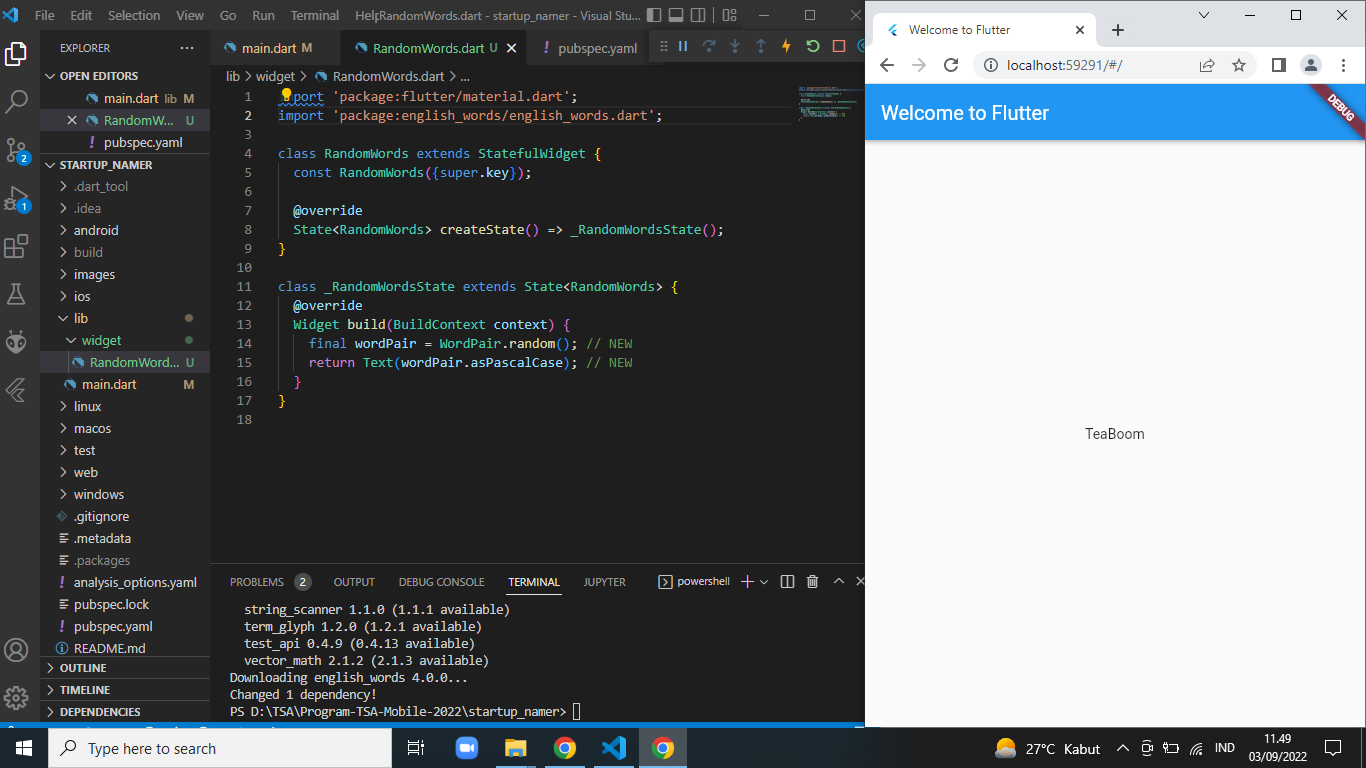 File Edit Selection View Go Run Terminal Help RandomWords.dart - startup_namer - Visual Stu...
EXPLORER
OPEN EDITORS
main.dart lib M
RandomW... U
pubspec.yaml
STARTUP_NAMER
.dart_tool
.idea
android
build
images
ios
lib
widget
RandomWord... U
main.dart M
linux
macos
test
web
windows
.gitignore
.metadata
.packages
analysis_options.yaml
pubspec.lock
pubspec.yaml
README.md
OUTLINE
TIMELINE
DEPENDENCIES
2
1
main.dart M RandomWords.dart U pubspec.yaml
lib > widget > RandomWords.dart > ...
1 import 'package:flutter/material.dart';
2 import 'package:english_words/english_words.dart';
3
4 class RandomWords extends StatefulWidget {
5 const RandomWords({super.key});
6
7 @override
8 State<RandomWords> createState() => _RandomWordsState();
9 }
10
11 class _RandomWordsState extends State<RandomWords> {
12 @override
13 Widget build(BuildContext context) {
14 final wordPair = WordPair.random(); // NEW
15 return Text(wordPair.asPascalCase); // NEW
16 }
17 }
18
PROBLEMS 2 OUTPUT DEBUG CONSOLE TERMINAL JUPYTER powershell
string_scanner 1.1.0 (1.1.1 available)
term_glyph 1.2.0 (1.2.1 available)
test_api 0.4.9 (0.4.13 available)
vector_math 2.1.2 (2.1.3 available)
Downloading english_words 4.0.0...
Changed 1 dependency!
PS D:\TSA\Program-TSA-Mobile-2022\startup_namer>
Welcome to Flutter
localhost:59291/#/
Welcome to Flutter
DEBUG
TeaBoom
Type here to search
27°C Kabut
IND
11.49
03/09/2022